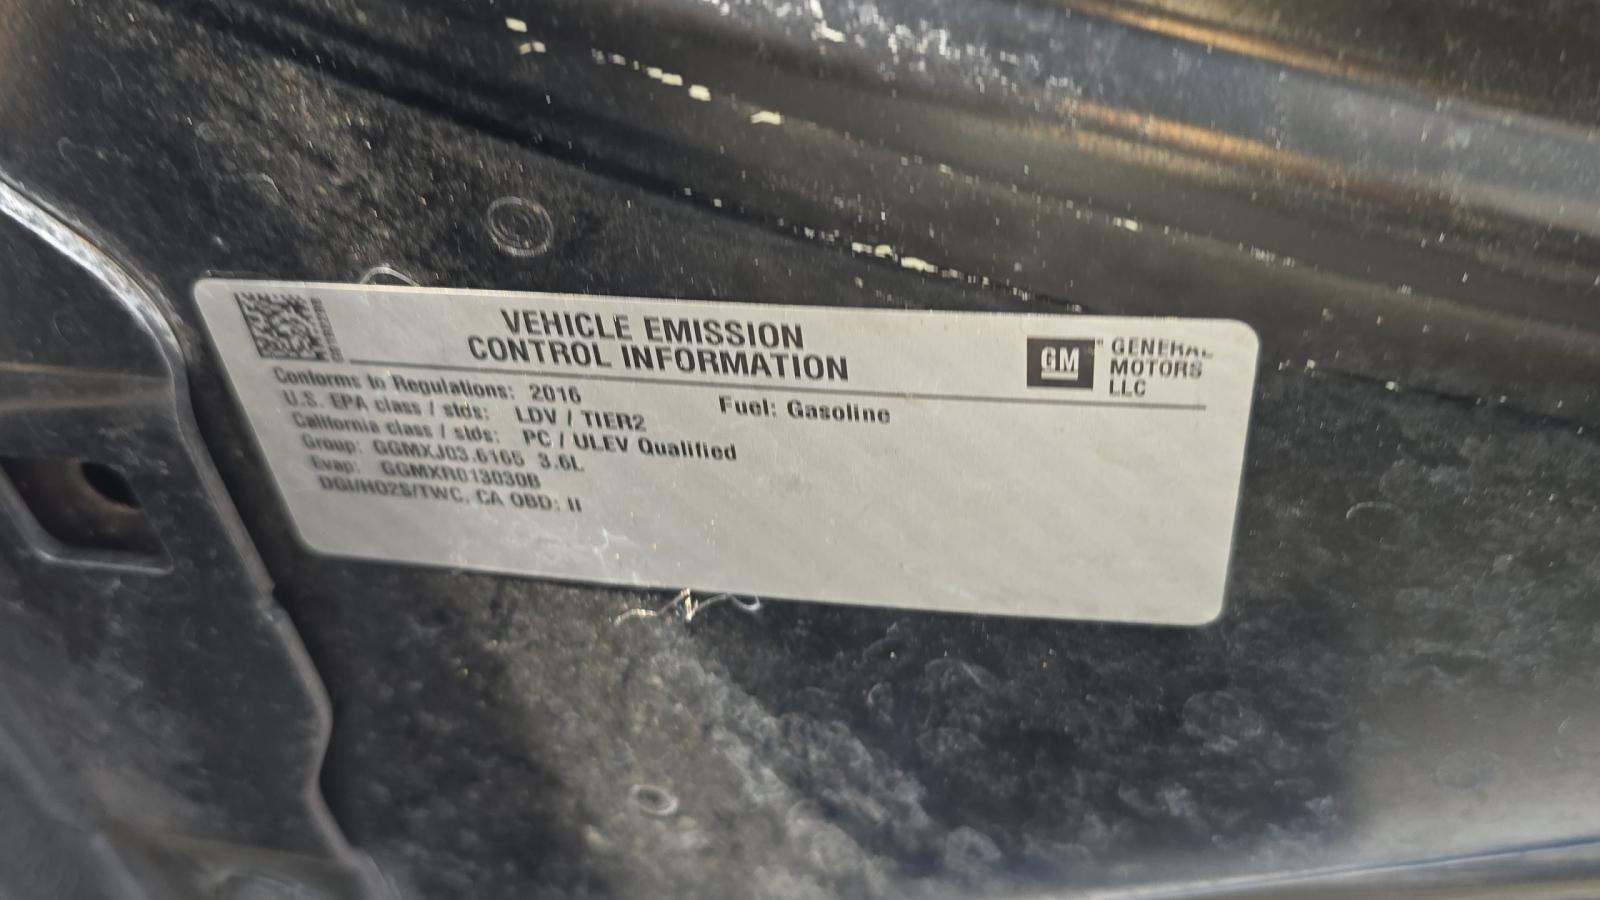 VEHICLE EMISSION
CONTROL INFORMATION
GM
GENERAL
MOTORS
LLC
Conforms to Regulations: 2016
Fuel: Gasoline
U.S. EPA class / stds: LDV / TIER2
California class / stds: PC / ULEV Qualified
Group: GGMXJ03.6165 3.6L
Evap: GGMXR0133030B
DGI/HO2S/TWC, CA OBD: II